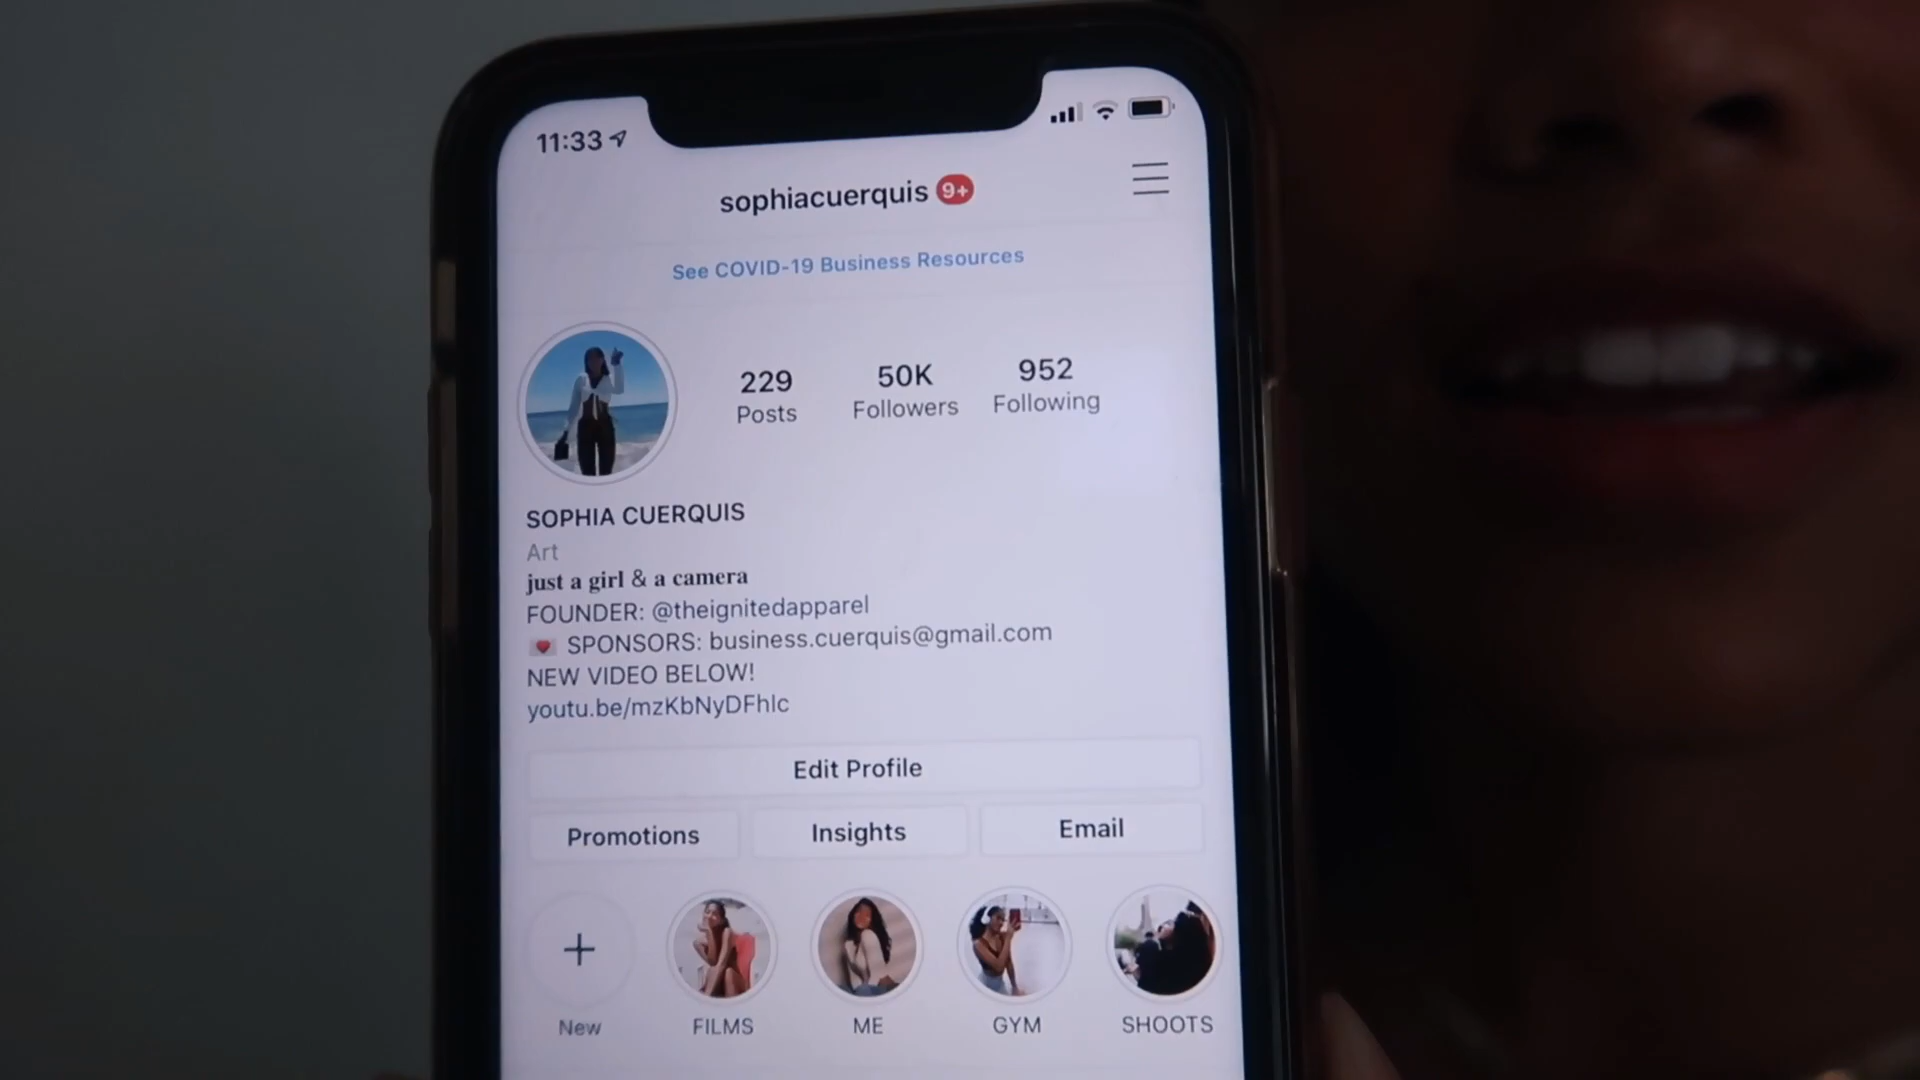 11:33
sophiacuerquis 9+
See COVID-19 Business Resources
229 50K 952
Posts Followers Following
SOPHIA CUERQUIS
Art
just a girl & a camera
FOUNDER: @theignitedapparel
💌 SPONSORS: business.cuerquis@gmail.com
NEW VIDEO BELOW!
youtu.be/mzKbNyDFhlc
Edit Profile
Promotions Insights Email
New FILMS ME GYM SHOOTS